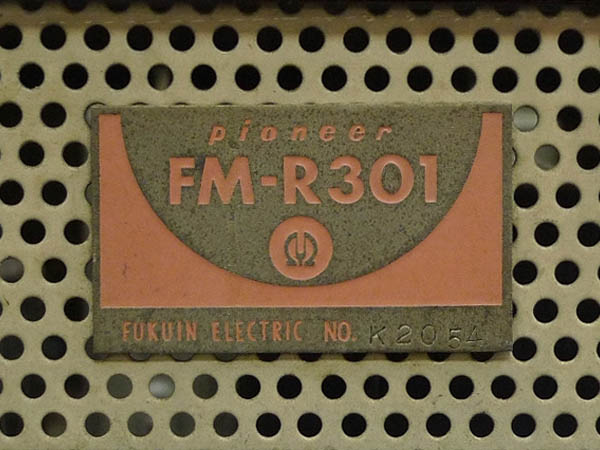 pioneer
FM-R301
FUKUIN ELECTRIC NO. K2054